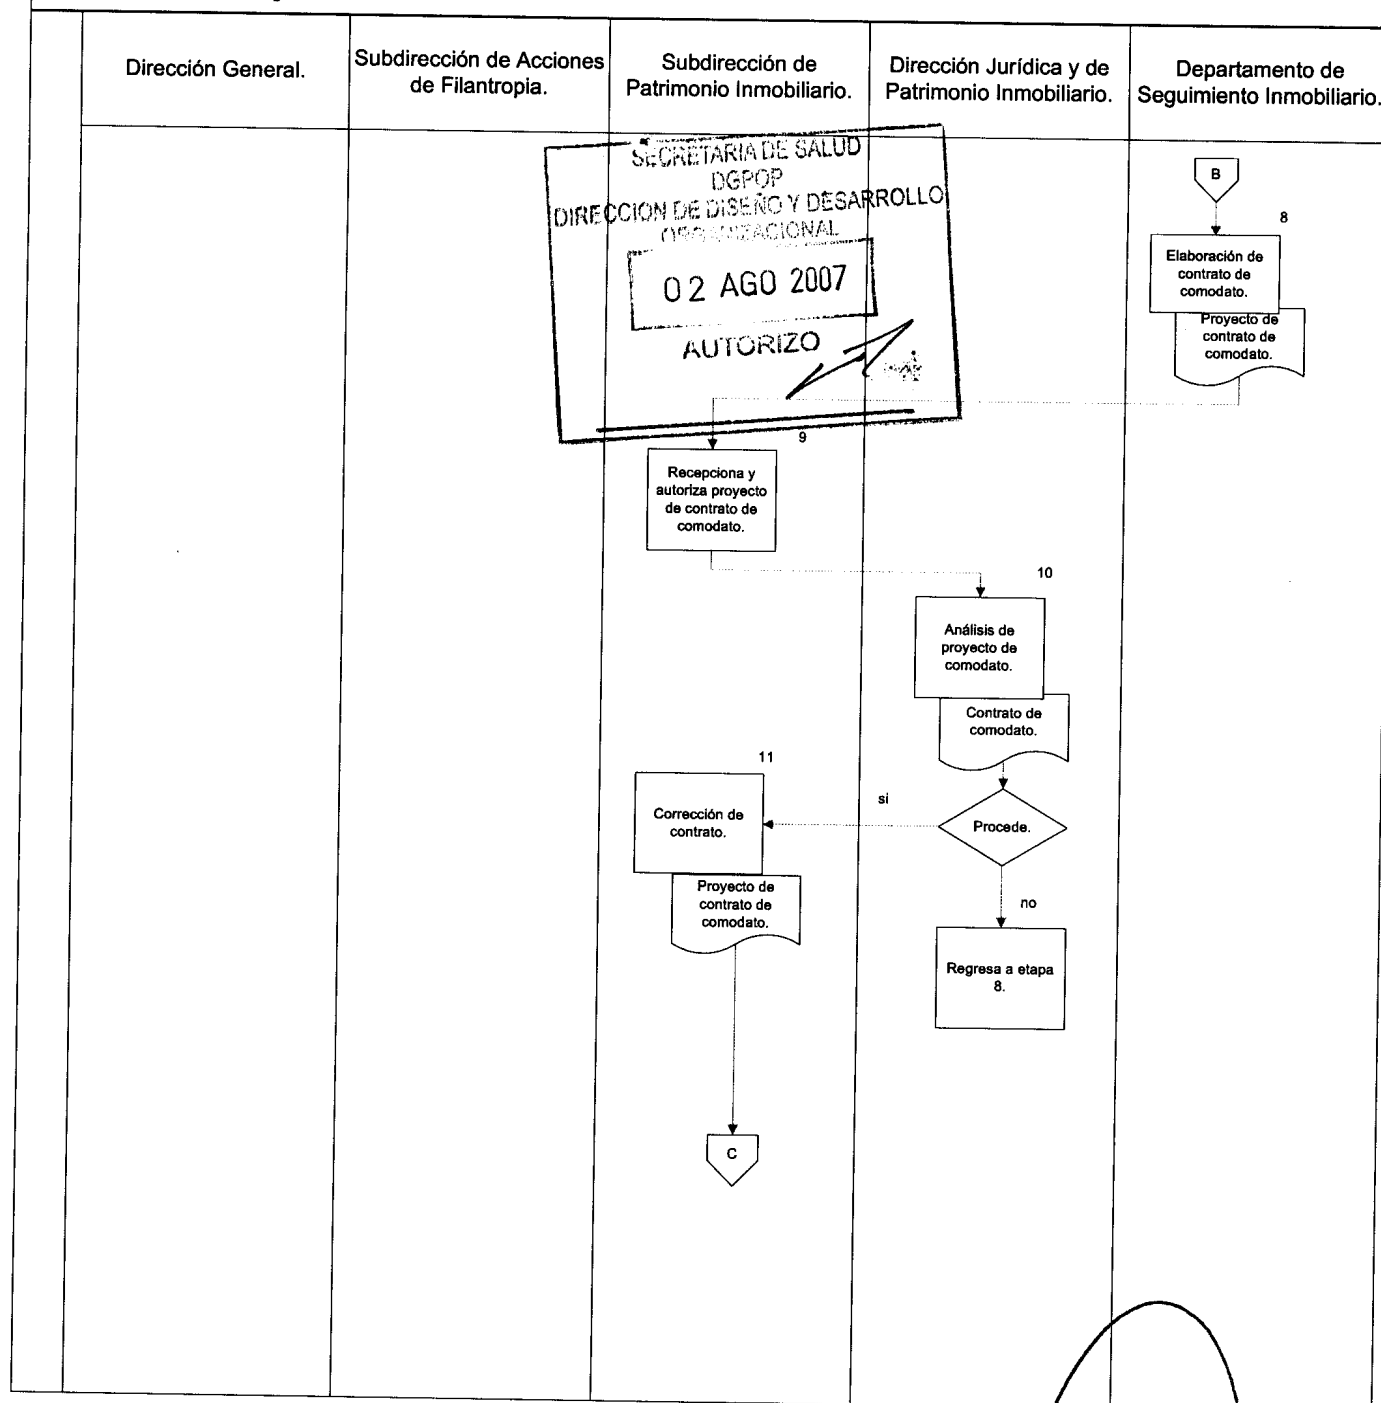 Dirección General.
Subdirección de Acciones
de Filantropia.
Subdirección de
Patrimonio Inmobiliario.
Dirección Jurídica y de
Patrimonio Inmobiliario.
Departamento de
Seguimiento Inmobiliario.
SECRETARIA DE SALUD
DGPOP
DIRECCION DE DISEÑO Y DESARROLLO
ORGANIZACIONAL
02 AGO 2007
AUTORIZO
B
8
Elaboración de
contrato de
comodato.
Proyecto de
contrato de
comodato.
9
Recepciona y
autoriza proyecto
de contrato de
comodato.
10
Análisis de
proyecto de
comodato.
Contrato de
comodato.
11
Corrección de
contrato.
si
Procede.
Proyecto de
contrato de
comodato.
no
Regresa a etapa
8.
C